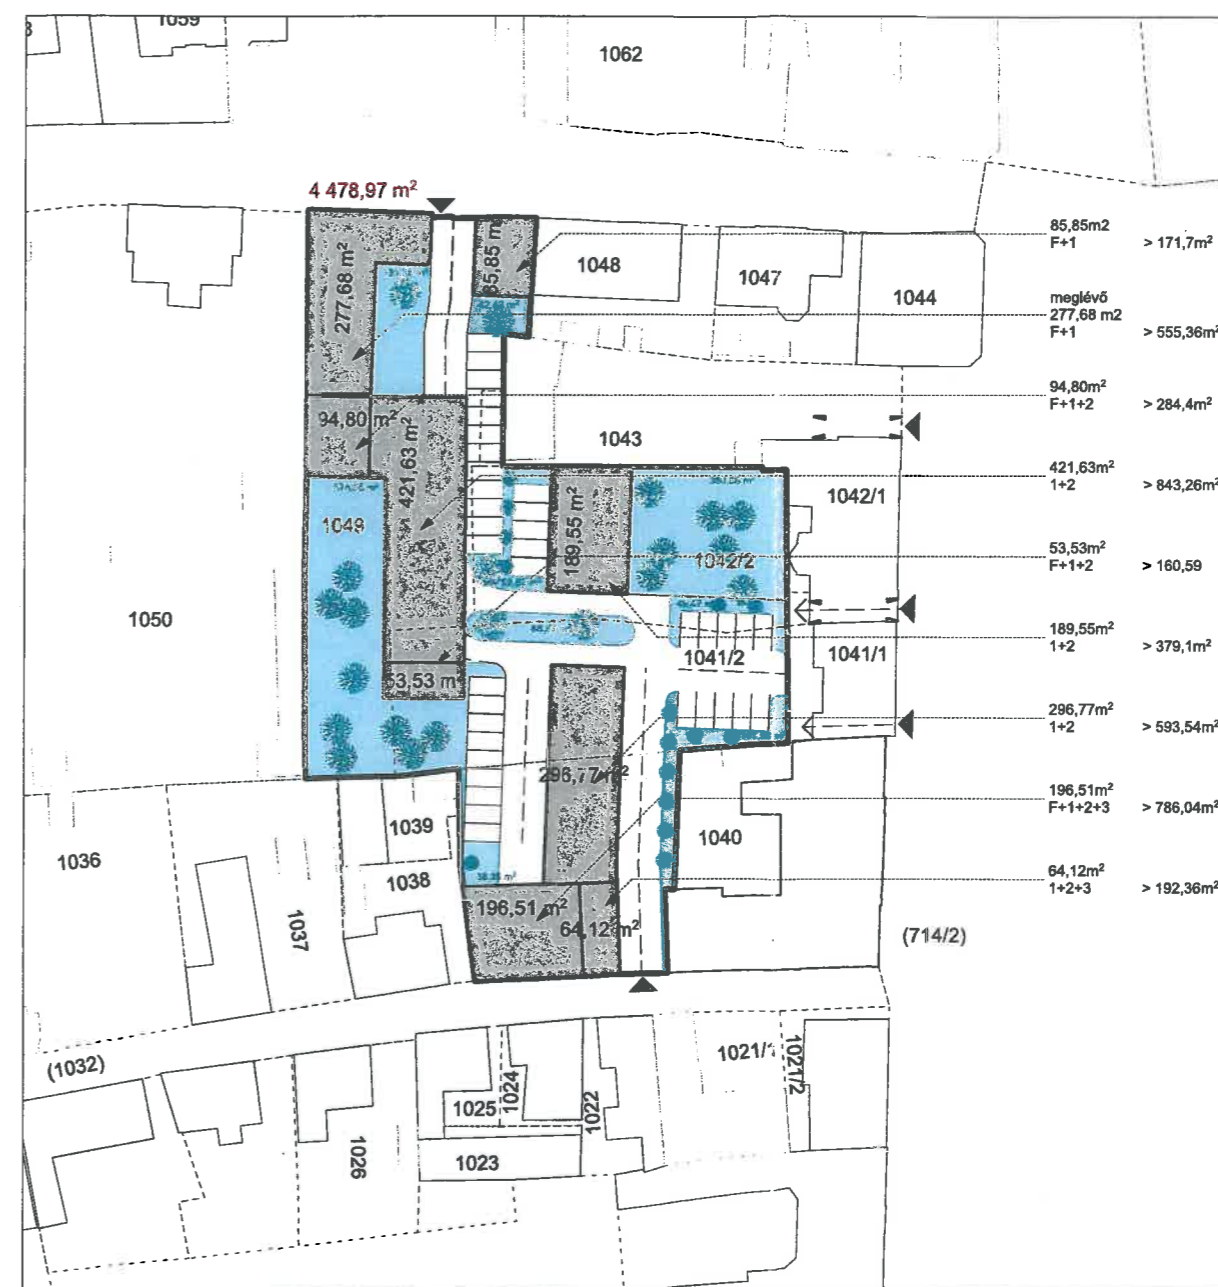 1059
1062
4 478,97 m²
277,68 m²
85,85 m
1048
1047
1044
85,85m2
F+1 > 171,7m²
meglévő
277,68 m2
F+1 > 555,36m²
94,80 m²
421,63 m²
1043
94,80m²
F+1+2 > 284,4m²
1049
189,55 m²
1042/2
1042/1
421,63m²
1+2 > 843,26m²
53,53m²
F+1+2 > 160,59
1050
53,53 m
1041/2
1041/1
189,55m²
1+2 > 379,1m²
296,77 m²
296,77m²
1+2 > 593,54m²
1036
1039
1038
1037
1040
196,51m²
F+1+2+3 > 786,04m²
196,51 m²
64,12 m²
64,12m²
1+2+3 > 192,36m²
(714/2)
(1032)
1026
1025
1024
1023
1022
1021/1
1021/2